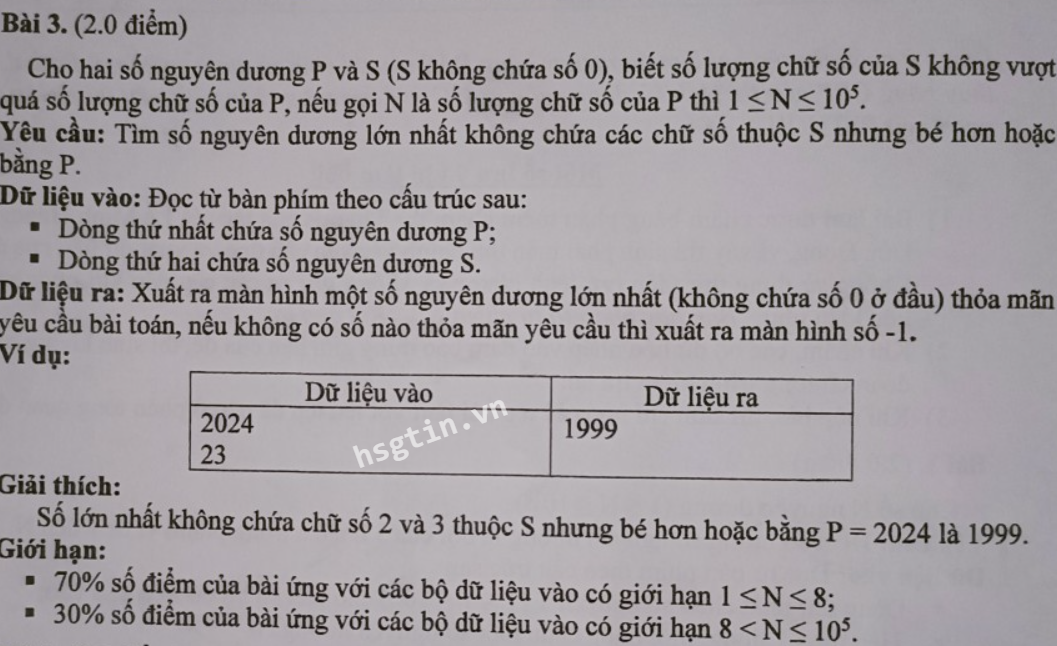 Bài 3. (2.0 điểm)
Cho hai số nguyên dương P và S (S không chứa số 0), biết số lượng chữ số của S không vượt
quá số lượng chữ số của P, nếu gọi N là số lượng chữ số của P thì 1 ≤ N ≤ 10⁵.
Yêu cầu: Tìm số nguyên dương lớn nhất không chứa các chữ số thuộc S nhưng bé hơn hoặc
bằng P.
Dữ liệu vào: Đọc từ bàn phím theo cấu trúc sau:
▪ Dòng thứ nhất chứa số nguyên dương P;
▪ Dòng thứ hai chứa số nguyên dương S.
Dữ liệu ra: Xuất ra màn hình một số nguyên dương lớn nhất (không chứa số 0 ở đầu) thỏa mãn
yêu cầu bài toán, nếu không có số nào thỏa mãn yêu cầu thì xuất ra màn hình số -1.
Ví dụ:
Dữ liệu vào Dữ liệu ra
2024 1999
23
hsgtin.vn
Giải thích:
Số lớn nhất không chứa chữ số 2 và 3 thuộc S nhưng bé hơn hoặc bằng P = 2024 là 1999.
Giới hạn:
▪ 70% số điểm của bài ứng với các bộ dữ liệu vào có giới hạn 1 ≤ N ≤ 8;
▪ 30% số điểm của bài ứng với các bộ dữ liệu vào có giới hạn 8 < N ≤ 10⁵.